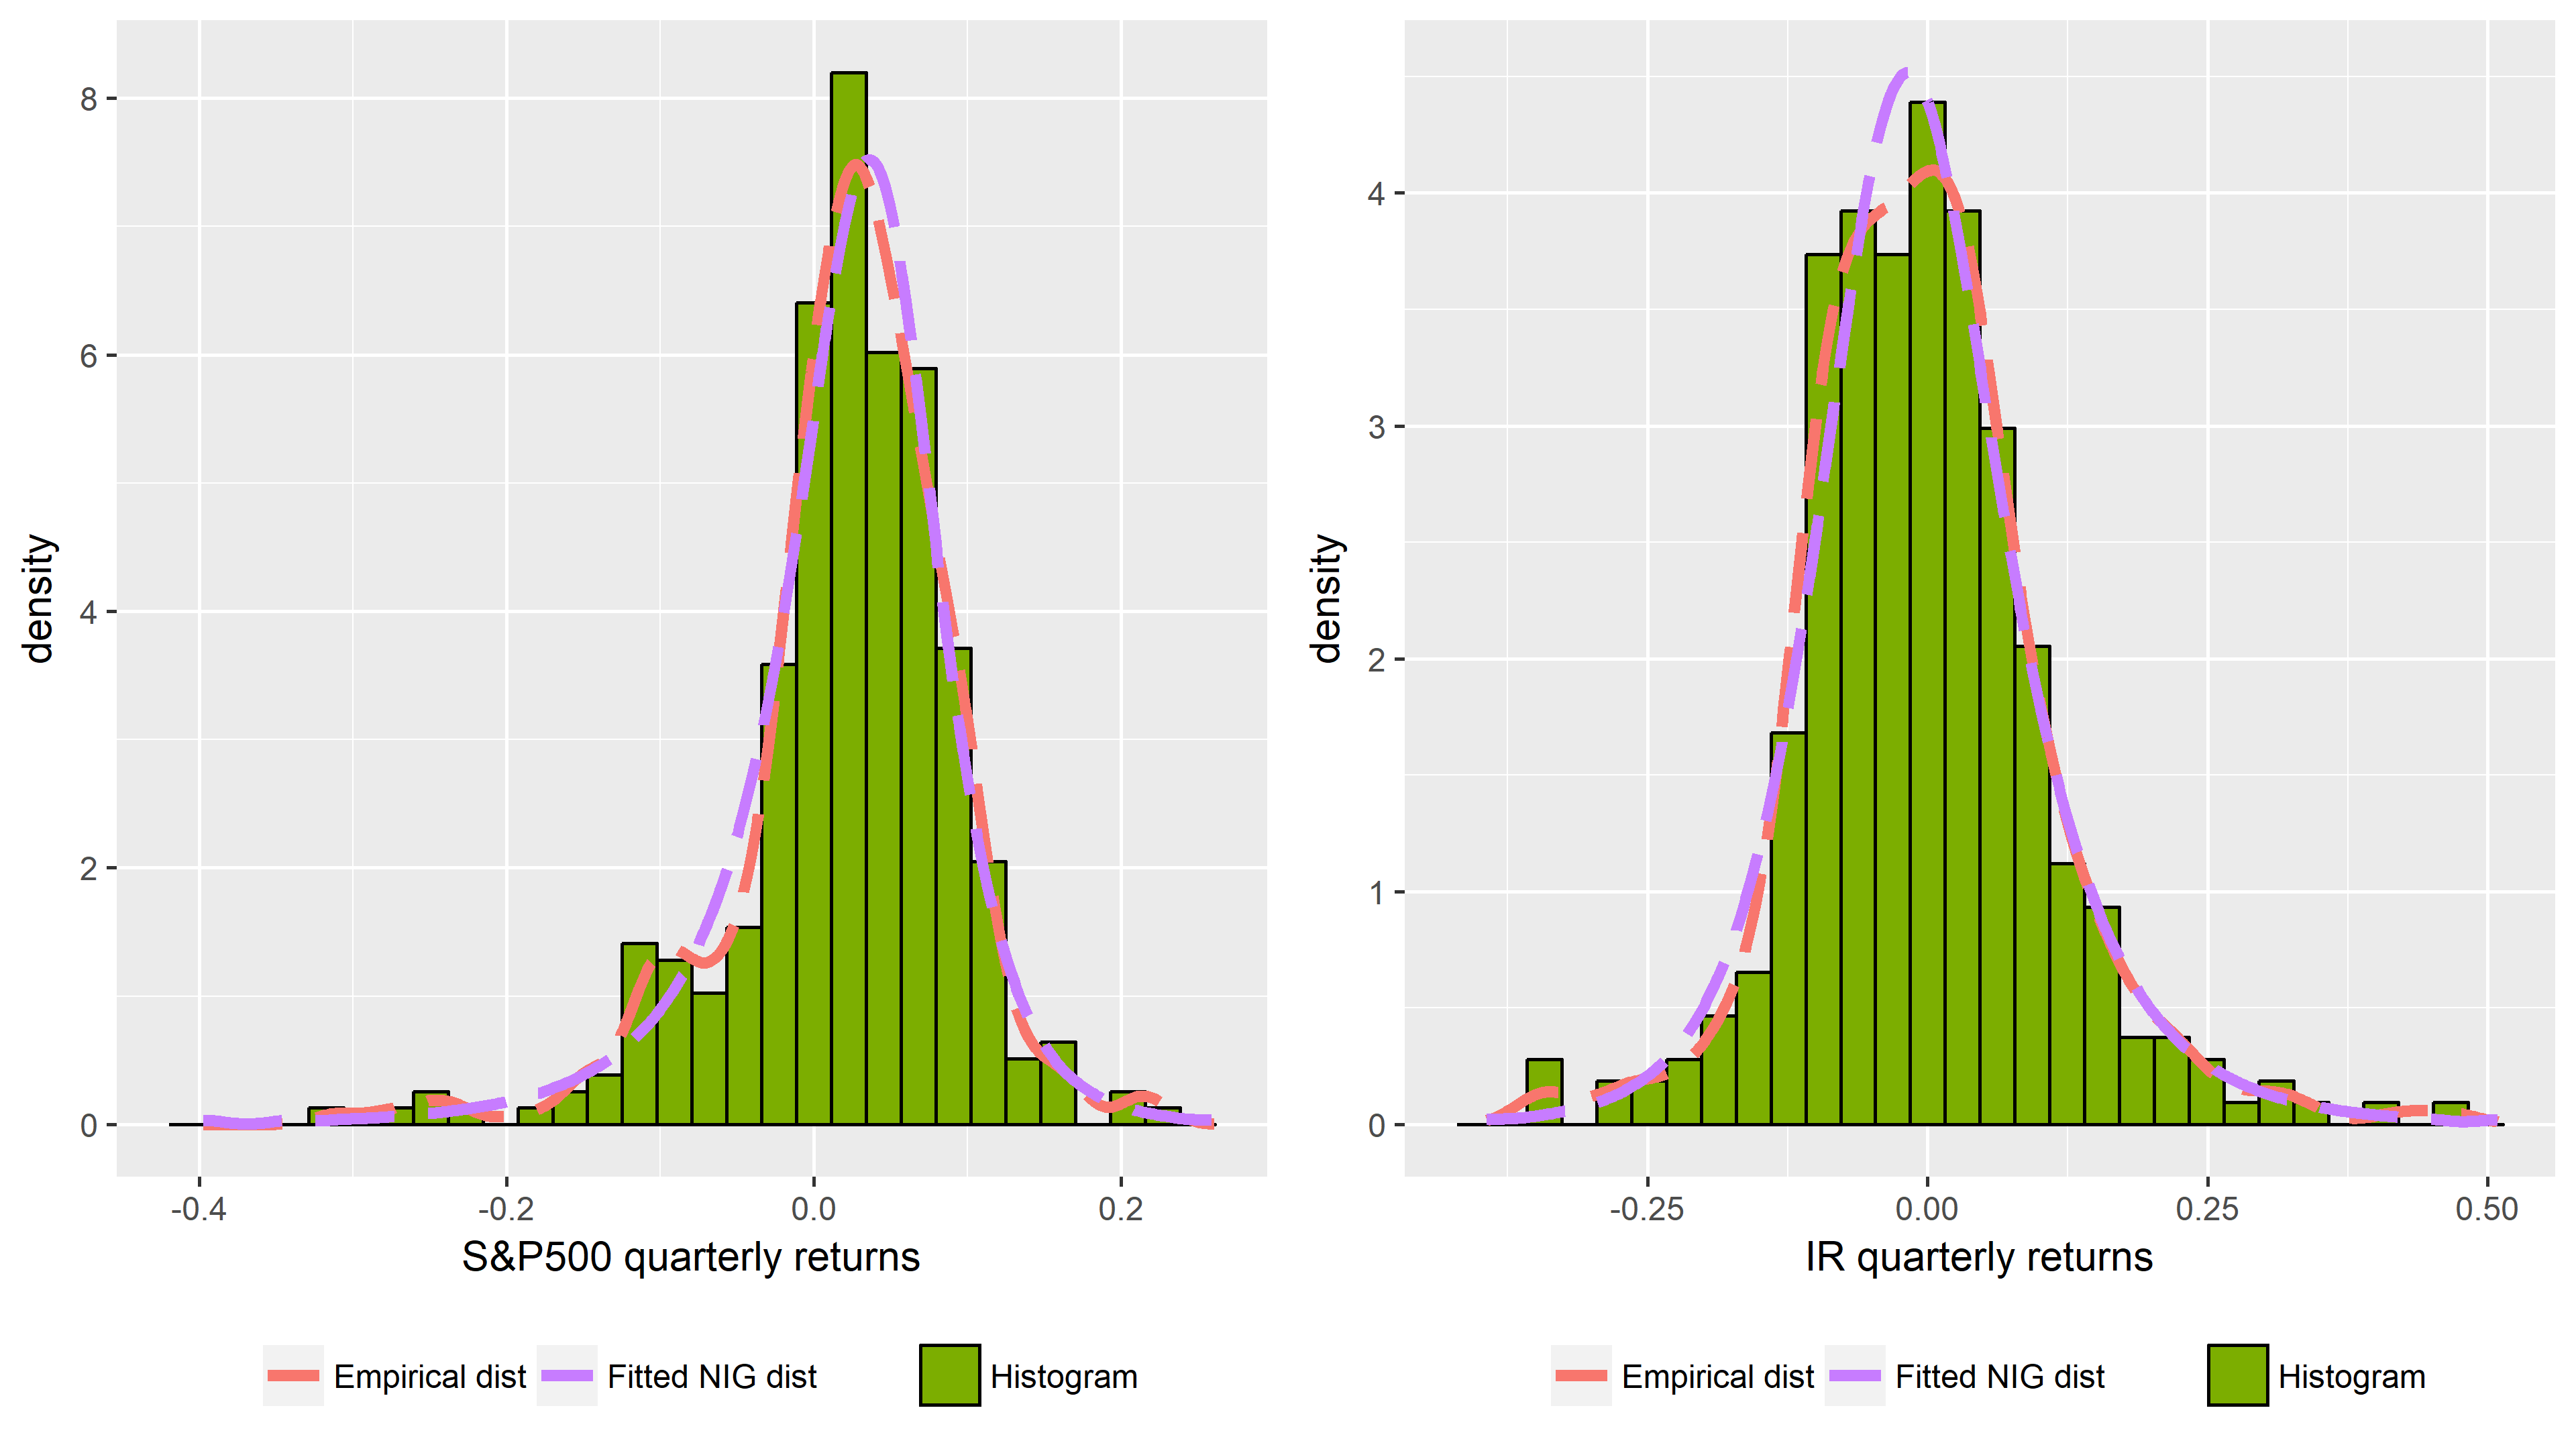 density
8
6
4
2
0
-0.4 -0.2 0.0 0.2
S&P500 quarterly returns
Empirical dist Fitted NIG dist Histogram
density
4
3
2
1
0
-0.25 0.00 0.25 0.50
IR quarterly returns
Empirical dist Fitted NIG dist Histogram